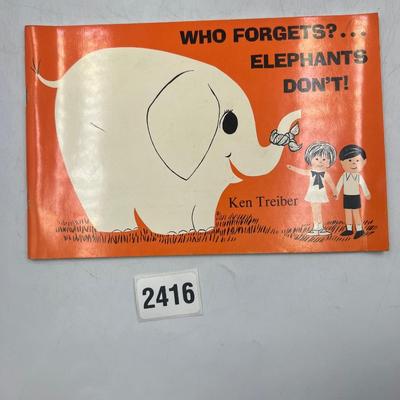 WHO FORGETS?...
ELEPHANTS
DON'T!
Ken Treiber
2416